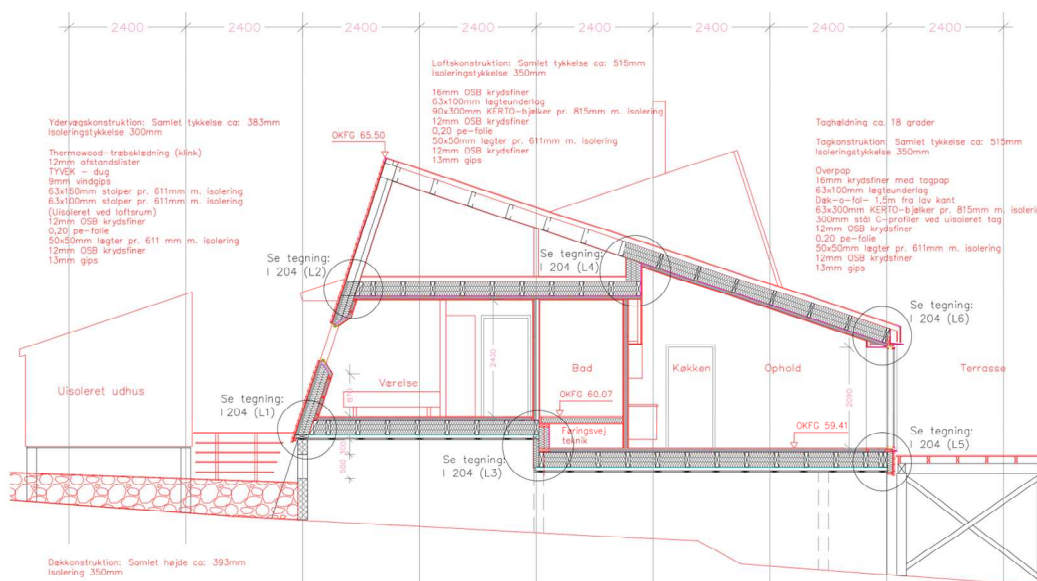 2400 2400 2400 2400 2400 2400 2400 2400
Loftskonstruktion: Samlet tykkelse ca: 515mm
Isoleringstykkelse 350mm
16mm OSB krydsfiner
63x100mm lægteunderlag
90x300mm KERTO-bjælker pr. 815mm m. isolering
12mm OSB krydsfiner
0,20 pe-folie
50x50mm lægter pr. 611mm m. isolering
12mm OSB krydsfiner
13mm gips
Ydervægskonstruktion: Samlet tykkelse ca: 383mm
Isoleringstykkelse 300mm
Thermowood-træbeklædning (klink)
12mm afstandslister
TYVEK - dug
9mm vindgips
63x150mm stolper pr. 611mm m. isolering
63x100mm stolper pr. 611mm m. isolering
(Uisoleret ved loftsrum)
12mm OSB krydsfiner
0,20 pe-folie
50x50mm lægter pr. 611 mm m. isolering
12mm OSB krydsfiner
13mm gips
Taghældning ca. 18 grader
Tagkonstruktion: Samlet tykkelse ca: 515mm
Isoleringstykkelse 350mm
Overpap
16mm krydsfiner med tagpap
63x100mm lægteunderlag
Dæk-o-fol- 1,5m fra lav kant
63x300mm KERTO-bjælker pr. 815mm m. isolerin
300mm stål C-profiler ved uisoleret tag
12mm OSB krydsfiner
0.20 pe-folie
50x50mm lægter pr. 611mm m. isolering
12mm OSB krydsfiner
13mm gips
OKFG 65.50
Se tegning:
I 204 (L2)
Se tegning:
I 204 (L4)
Se tegning:
I 204 (L6)
Uisoleret udhus
Værelse
2430
Bad
Køkken
Ophold
2090
Terrasse
870
Se tegning:
I 204 (L1)
OKFG 60.07
Føringsvej
teknik
OKFG 59.41
Se tegning:
I 204 (L3)
Se tegning:
I 204 (L5)
Dækkonstruktion: Samlet højde ca: 393mm
Isolering 350mm